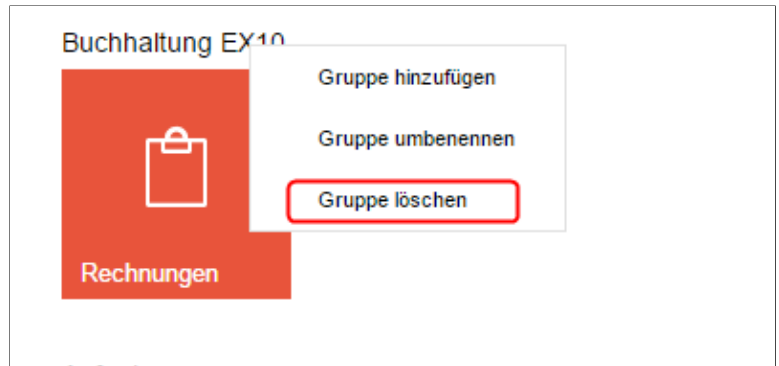 Buchhaltung EX10
Gruppe hinzufügen
Gruppe umbenennen
Gruppe löschen
Rechnungen